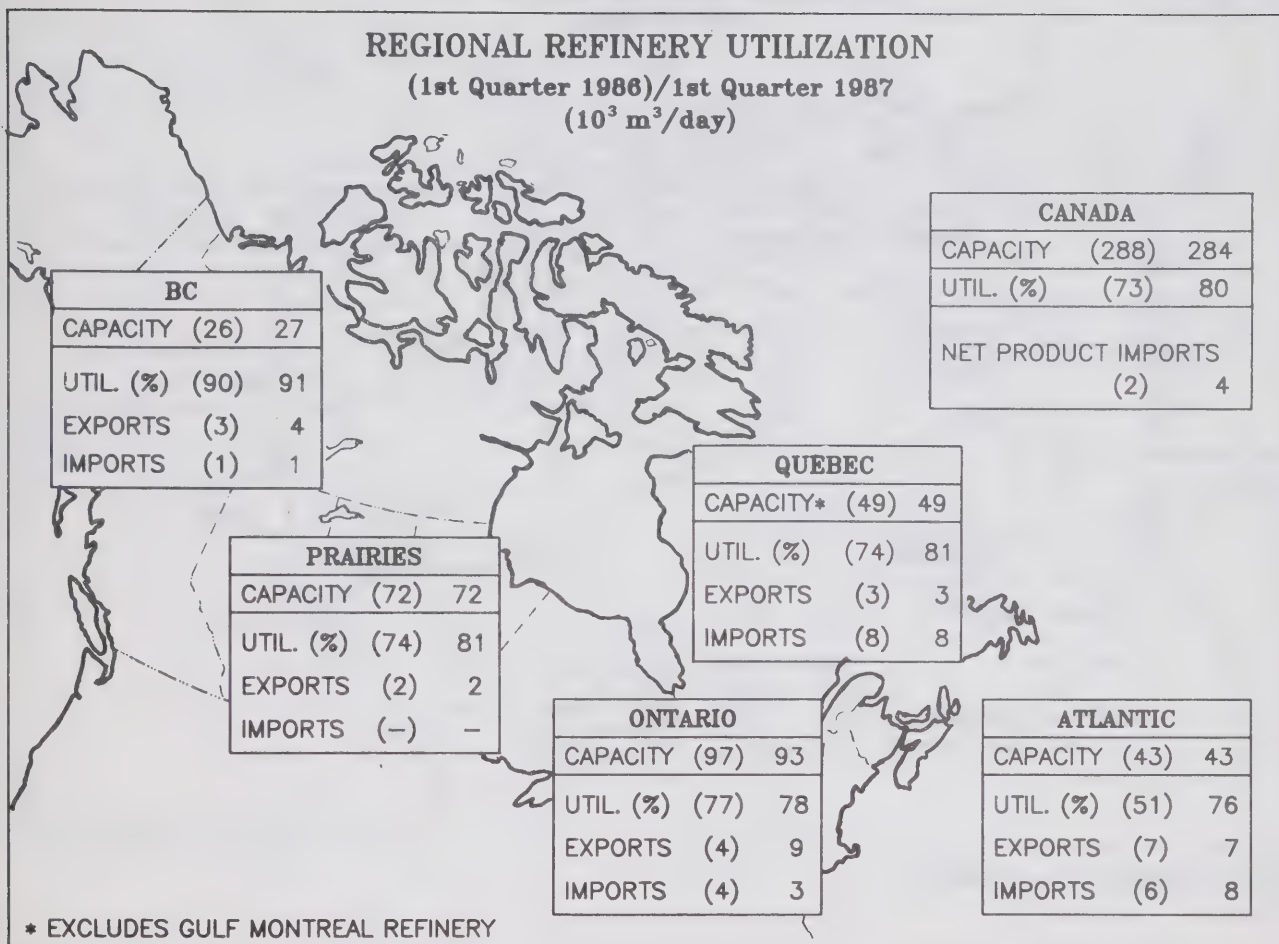 REGIONAL REFINERY UTILIZATION
(1st Quarter 1986)/1st Quarter 1987
(10³ m³/day)
CANADA
CAPACITY (288) 284
UTIL. (%) (73) 80
NET PRODUCT IMPORTS
(2) 4
BC
CAPACITY (26) 27
UTIL. (%) (90) 91
EXPORTS (3) 4
IMPORTS (1) 1
QUEBEC
CAPACITY* (49) 49
UTIL. (%) (74) 81
EXPORTS (3) 3
IMPORTS (8) 8
PRAIRIES
CAPACITY (72) 72
UTIL. (%) (74) 81
EXPORTS (2) 2
IMPORTS (–) –
ONTARIO
CAPACITY (97) 93
UTIL. (%) (77) 78
EXPORTS (4) 9
IMPORTS (4) 3
ATLANTIC
CAPACITY (43) 43
UTIL. (%) (51) 76
EXPORTS (7) 7
IMPORTS (6) 8
* EXCLUDES GULF MONTREAL REFINERY